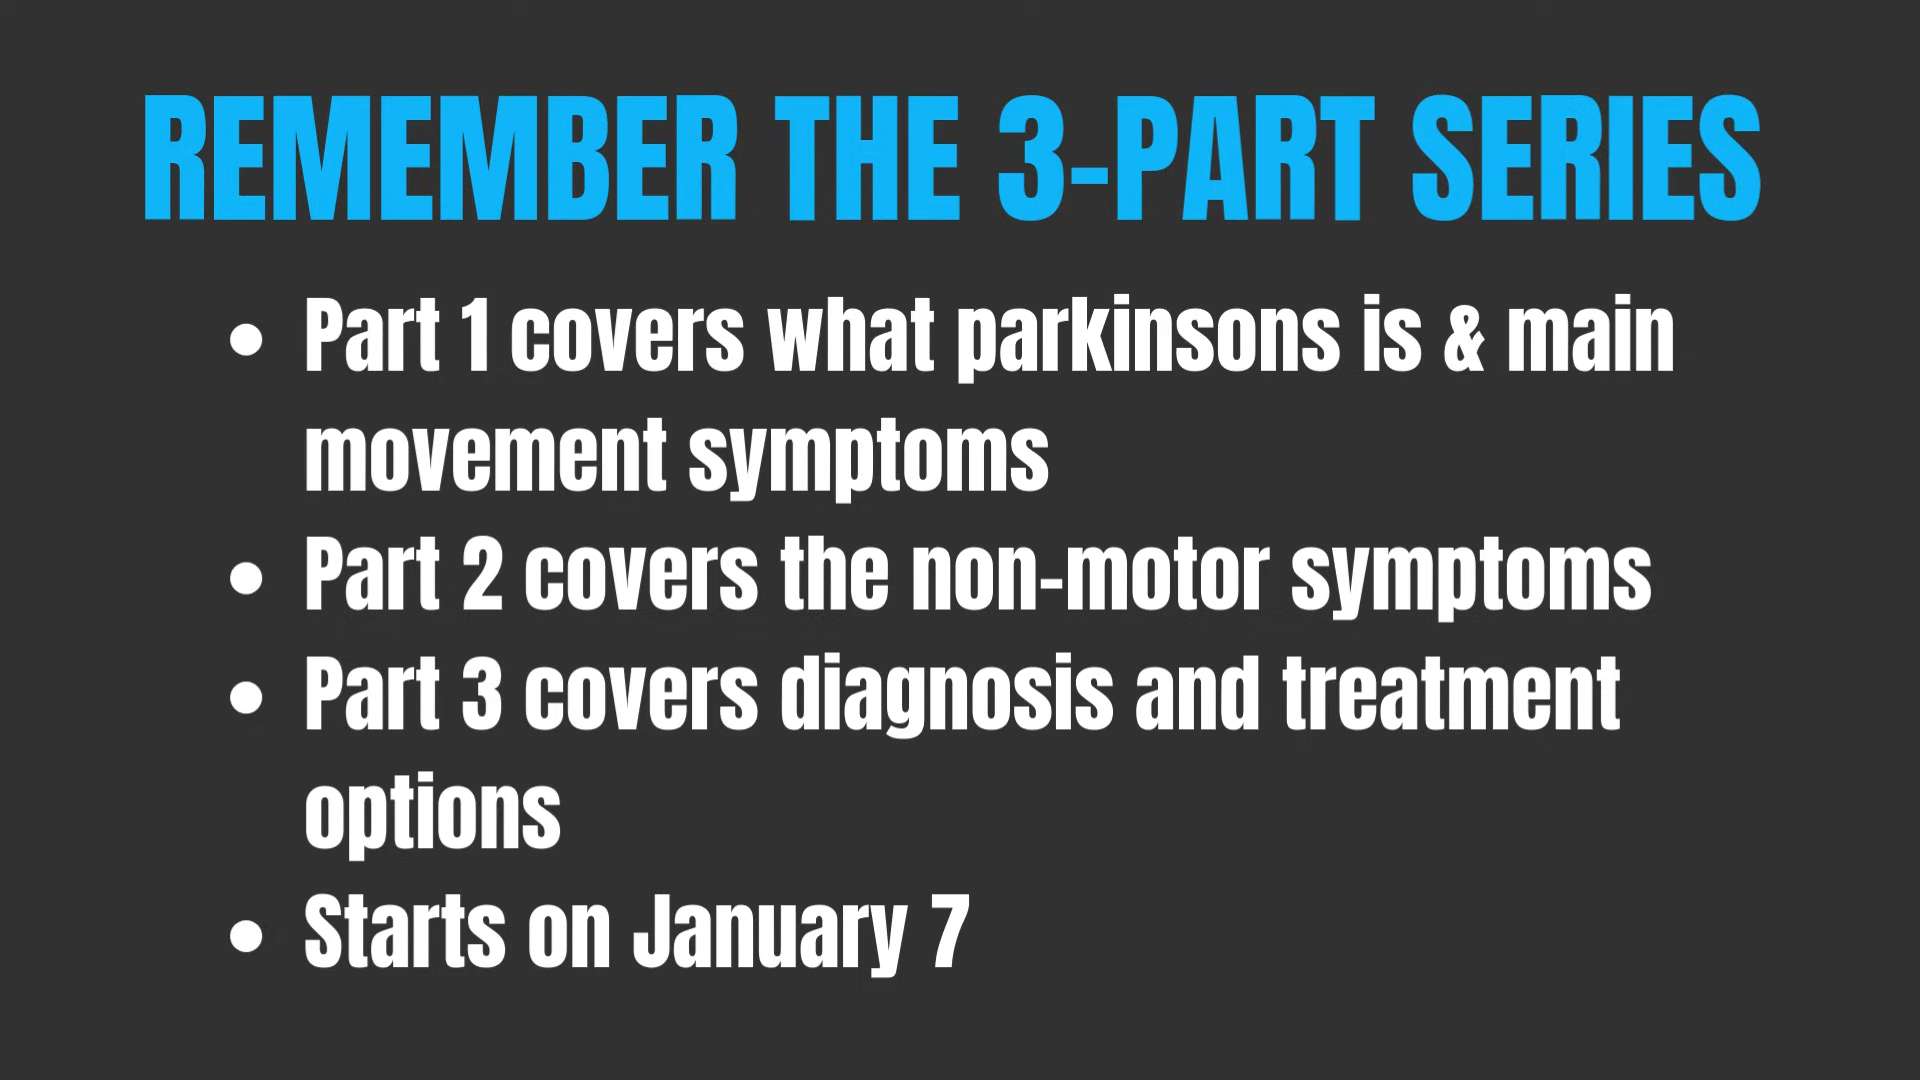 REMEMBER THE 3-PART SERIES
• Part 1 covers what parkinsons is & main
movement symptoms
• Part 2 covers the non-motor symptoms
• Part 3 covers diagnosis and treatment
options
• Starts on January 7